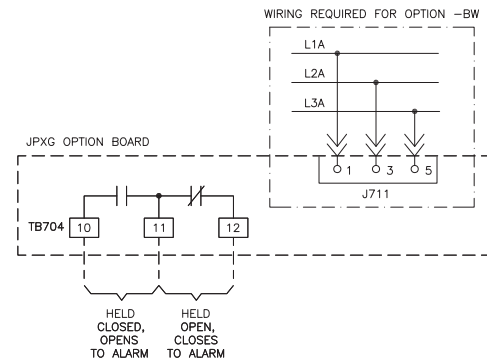 WIRING REQUIRED FOR OPTION -BW
L1A
L2A
L3A
JPXG OPTION BOARD
1 3 5
J711
TB704 10 11 12
HELD CLOSED, OPENS TO ALARM
HELD OPEN, CLOSES TO ALARM